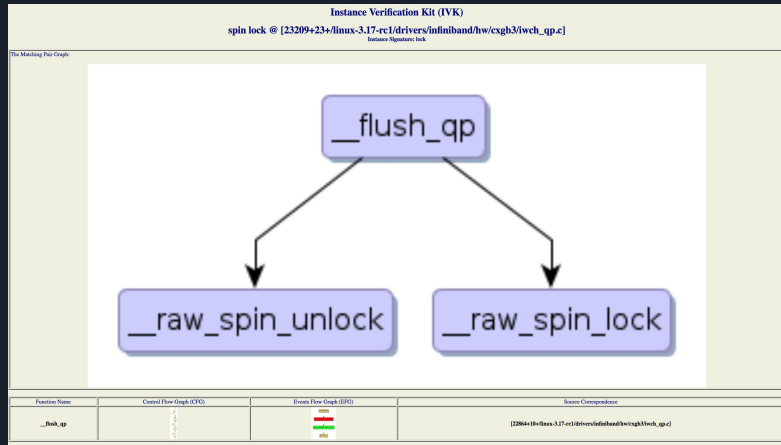 Instance Verification Kit (IVK)
spin lock @ [23209+23+/linux-3.17-rc1/drivers/infiniband/hw/cxgb3/iwch_qp.c]
Instance Signature: lock
The Matching Pair Graph:
__flush_qp
__raw_spin_unlock
__raw_spin_lock
Function Name
Control Flow Graph (CFG)
Events Flow Graph (EFG)
Source Correspondence
__flush_qp
[22864+10+/linux-3.17-rc1/drivers/infiniband/hw/cxgb3/iwch_qp.c]